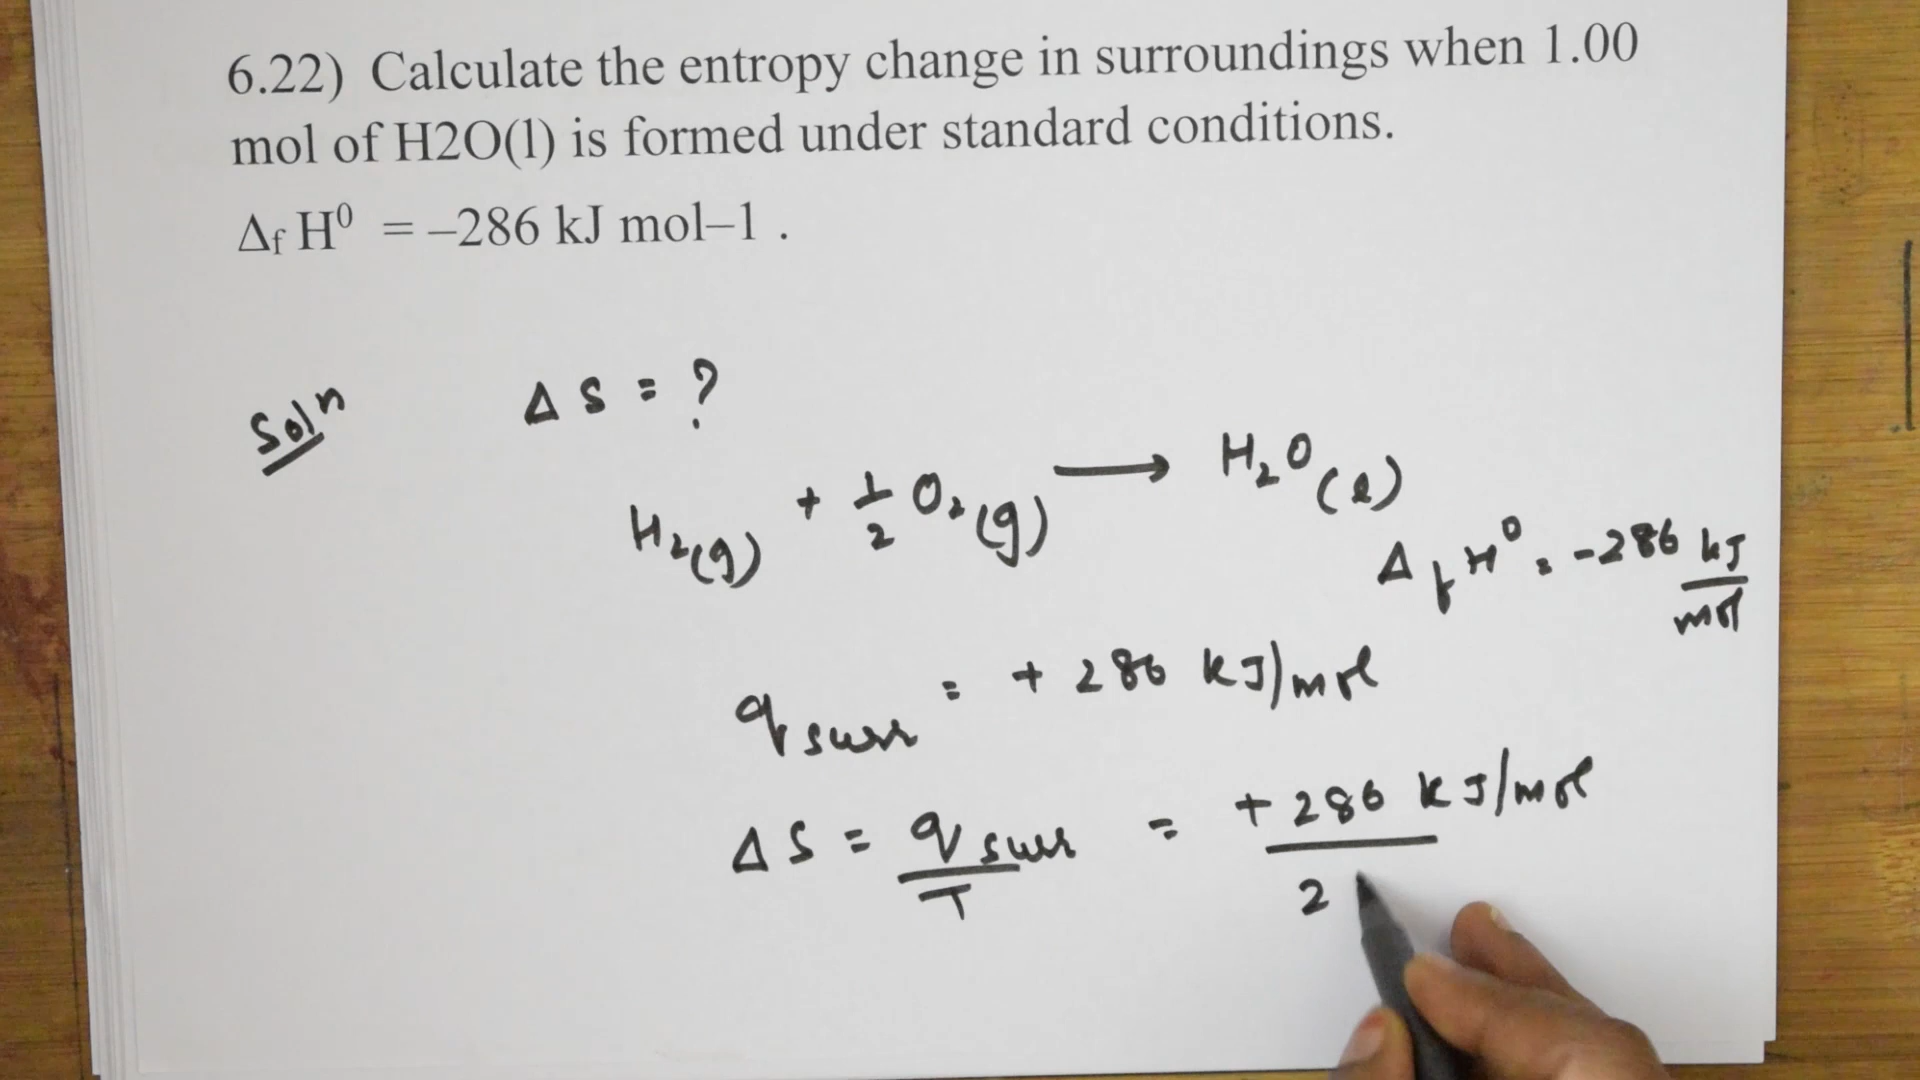 6.22) Calculate the entropy change in surroundings when 1.00
mol of H2O(l) is formed under standard conditions.
Δf H⁰ = –286 kJ mol–1 .
Solⁿ
ΔS = ?
H₂(g) + 1/2 O₂(g) ⟶ H₂O(l)
ΔfH⁰ = -286 kJ/mol
qsurr = + 286 kJ/mol
ΔS = qsurr/T = + 286 kJ/mol / 2